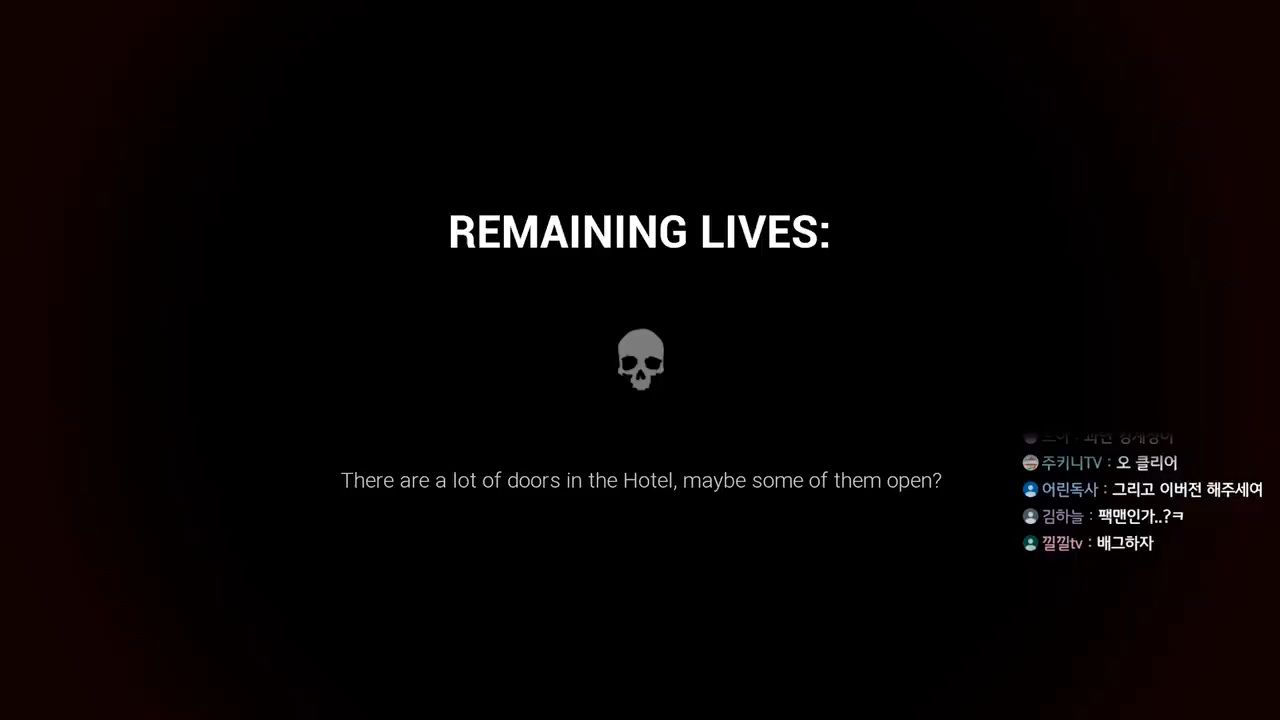 REMAINING LIVES:
There are a lot of doors in the Hotel, maybe some of them open?
주키니TV : 오 클리어
어린독사 : 그리고 이버전 해주세여
김하늘 : 팩맨인가..?ㅋ
낄낄tv : 배그하자